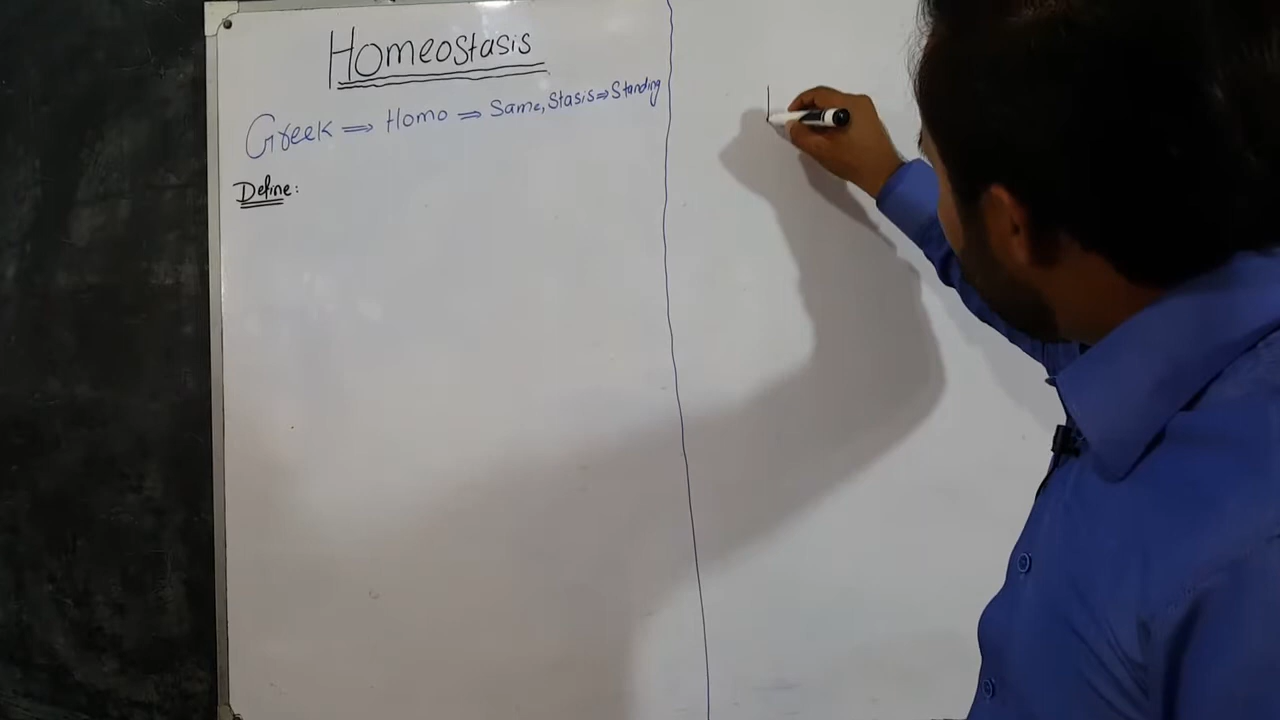 Homeostasis
Greek ⇒ Homo ⇒ Same, Stasis ⇒ Standing
Define: